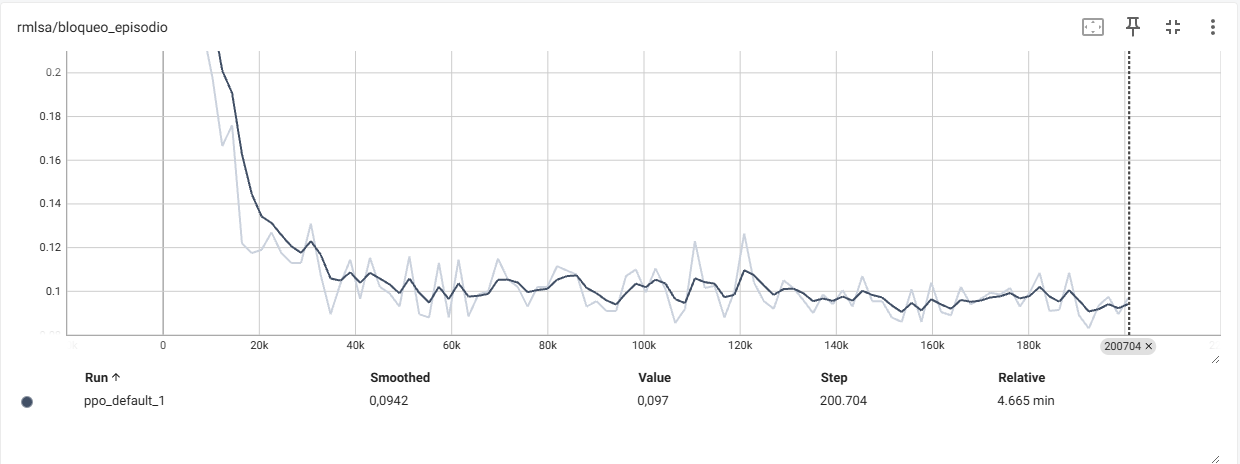 rmlsa/bloqueo_episodio
0.2
0.18
0.16
0.14
0.12
0.1
0 20k 40k 60k 80k 100k 120k 140k 160k 180k 200704 ×
Run ↑ Smoothed Value Step Relative
ppo_default_1 0,0942 0,097 200.704 4.665 min